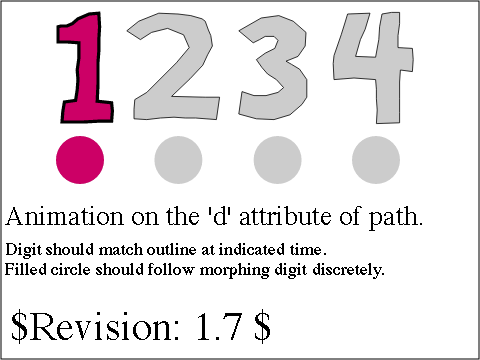 1234
Animation on the 'd' attribute of path.
Digit should match outline at indicated time.
Filled circle should follow morphing digit discretely.
$Revision: 1.7 $